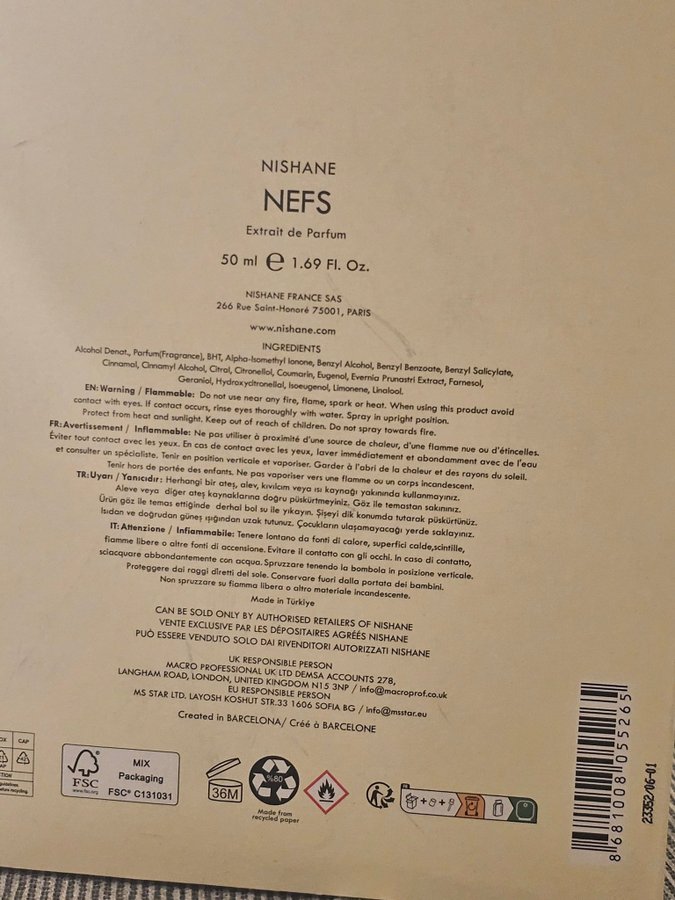 NISHANE
NEFS
Extrait de Parfum
50 ml ℮ 1.69 Fl. Oz.
NISHANE FRANCE SAS
266 Rue Saint-Honoré 75001, PARIS
www.nishane.com
INGREDIENTS
Alcohol Denat., Parfum(Fragrance), BHT, Alpha-Isomethyl Ionone, Benzyl Alcohol, Benzyl Benzoate, Benzyl Salicylate,
Cinnamal, Cinnamyl Alcohol, Citral, Citronellol, Coumarin, Eugenol, Evernia Prunastri Extract, Farnesol,
Geraniol, Hydroxycitronellal, Isoeugenol, Limonene, Linalool.
EN: Warning / Flammable: Do not use near any fire, flame, spark or heat. When using this product avoid
contact with eyes. If contact occurs, rinse eyes thoroughly with water. Spray in upright position.
Protect from heat and sunlight. Keep out of reach of children. Do not spray towards fire.
FR: Avertissement / Inflammable: Ne pas utiliser à proximité d'une source de chaleur, d'une flamme nue ou d'étincelles.
Éviter tout contact avec les yeux. En cas de contact avec les yeux, laver immédiatement et abondamment avec de l'eau
et consulter un spécialiste. Tenir en position verticale et vaporiser. Garder à l'abri de la chaleur et des rayons du soleil.
Tenir hors de portée des enfants. Ne pas vaporiser vers une flamme ou un corps incandescent.
TR: Uyarı / Yanıcıdır: Herhangi bir ateş, alev, kıvılcım veya ısı kaynağı yakınında kullanmayınız.
Aleve veya diğer ateş kaynaklarına doğru püskürtmeyiniz. Göz ile temastan sakınınız.
Ürün göz ile temas ettiğinde derhal bol su ile yıkayın. Şişeyi dik konumda tutarak püskürtünüz.
Isıdan ve doğrudan güneş ışığından uzak tutunuz. Çocukların ulaşamayacağı yerde saklayınız.
IT: Attenzione / Infiammabile: Tenere lontano da fonti di calore, superfici calde,scintille,
fiamme libere o altre fonti di accensione. Evitare il contatto con gli occhi. In caso di contatto,
sciacquare abbondantemente con acqua. Spruzzare tenendo la bombola in posizione verticale.
Proteggere dai raggi diretti del sole. Conservare fuori dalla portata dei bambini.
Non spruzzare su fiamma libera o altro materiale incandescente.
Made in Türkiye
CAN BE SOLD ONLY BY AUTHORISED RETAILERS OF NISHANE
VENTE EXCLUSIVE PAR LES DÉPOSITAIRES AGRÉÉS NISHANE
PUÒ ESSERE VENDUTO SOLO DAI RIVENDITORI AUTORIZZATI NISHANE
UK RESPONSIBLE PERSON
MACRO PROFESSIONAL UK LTD DEMSA ACCOUNTS 278,
LANGHAM ROAD, LONDON, UNITED KINGDOM N15 3NP / info@macroprof.co.uk
EU RESPONSIBLE PERSON
MS STAR LTD. LAYOSH KOSHUT STR.33 1606 SOFIA BG / info@msstar.eu
Created in BARCELONA/ Créé à BARCELONE
CAP
FSC
www.fsc.org
MIX
Packaging
FSC® C131031
36M
%80
Made from
recycled paper
8 681008 055265
23352/06-01